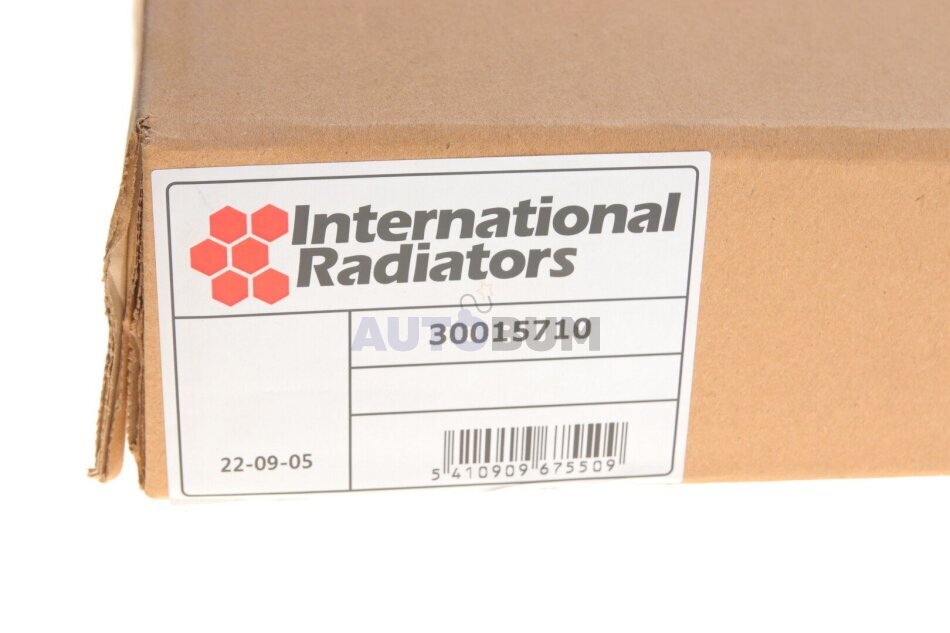 International
Radiators
AUTOBUM
30015710
22-09-05
5 410909 675509